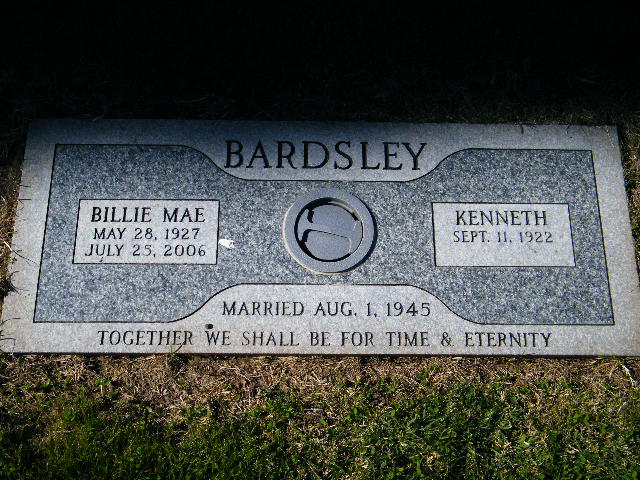 BARDSLEY
BILLIE MAE
MAY 28, 1927
JULY 25, 2006
KENNETH
SEPT. 11, 1922
MARRIED AUG. 1, 1945
TOGETHER WE SHALL BE FOR TIME & ETERNITY